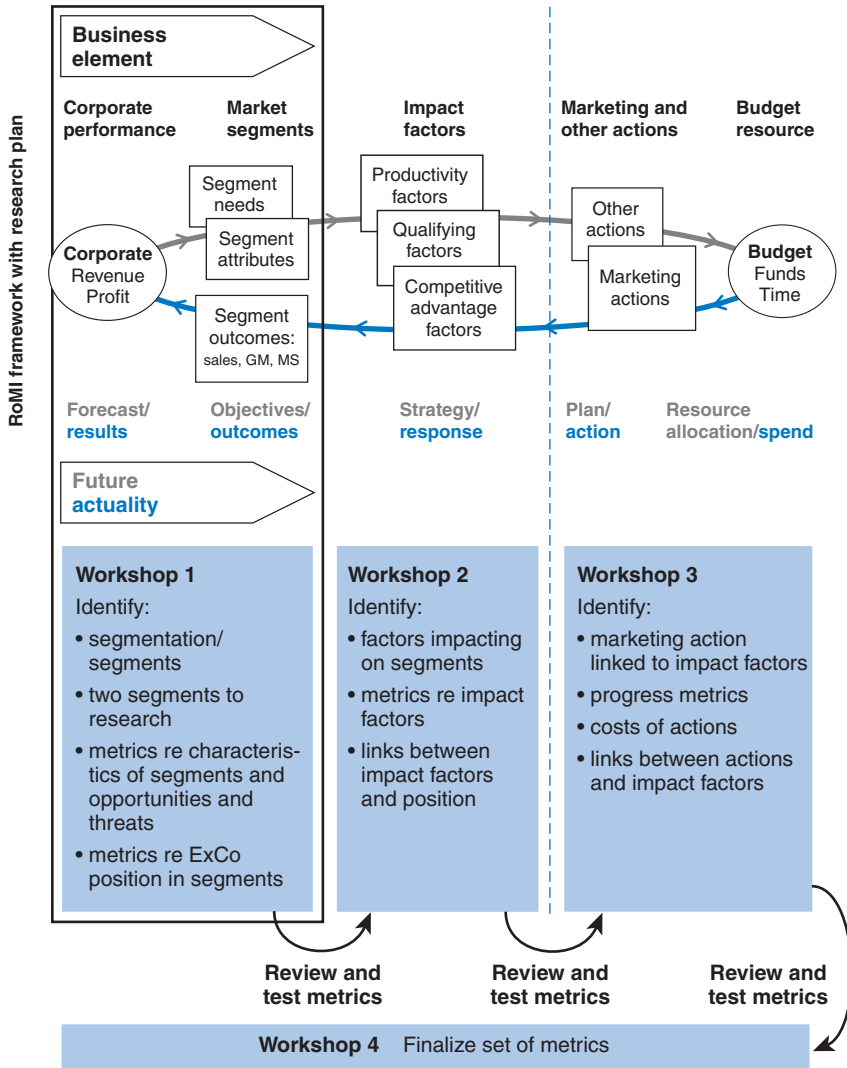 RoMI framework with research plan
Business
element
Corporate
performance
Market
segments
Impact
factors
Marketing and
other actions
Budget
resource
Segment
needs
Segment
attributes
Productivity
factors
Qualifying
factors
Competitive
advantage
factors
Other
actions
Marketing
actions
Corporate
Revenue
Profit
Budget
Funds
Time
Segment
outcomes:
sales, GM, MS
Forecast/
results
Objectives/
outcomes
Strategy/
response
Plan/
action
Resource
allocation/spend
Future
actuality
Workshop 1
Identify:
• segmentation/
segments
• two segments to
research
• metrics re characteris-
tics of segments and
opportunities and
threats
• metrics re ExCo
position in segments
Workshop 2
Identify:
• factors impacting
on segments
• metrics re impact
factors
• links between
impact factors
and position
Workshop 3
Identify:
• marketing action
linked to impact factors
• progress metrics
• costs of actions
• links between actions
and impact factors
Review and
test metrics
Review and
test metrics
Review and
test metrics
Workshop 4 Finalize set of metrics